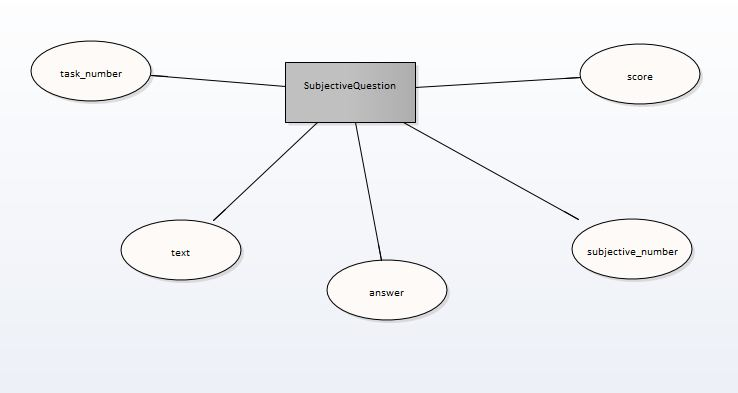 task_number
SubjectiveQuestion
score
text
answer
subjective_number